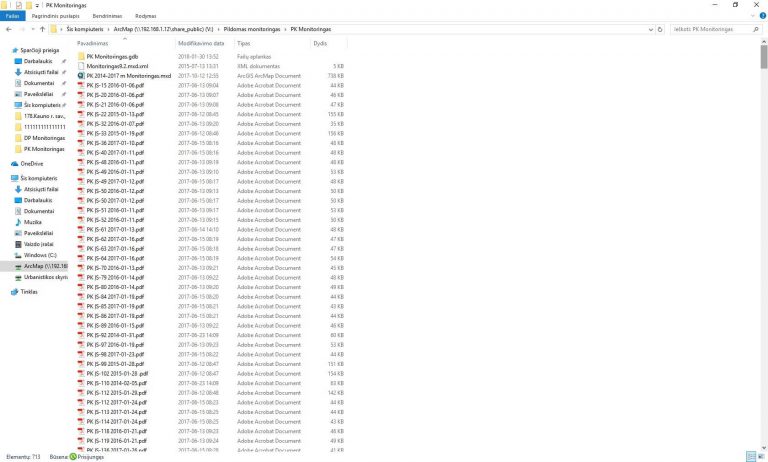 PK Monitoringas
Failas Pagrindinis puslapis Bendrinimas Rodymas
Šis kompiuteris > ArcMap (\\192.168.1.12\share_public) (V:) > Pildomas monitoringas > PK Monitoringas
Ieškoti: PK Monitoringas
Pavadinimas Modifikavimo data Tipas Dydis
Sparčioji prieiga
Darbalaukis
Atsisiųsti failai
Dokumentai
Paveikslėliai
Šis kompiuteris
178.Kauno r. sav.,
DP Monitoringas
PK Monitoringas
OneDrive
Šis kompiuteris
Atsisiųsti failai
Darbalaukis
Dokumentai
Muzika
Paveikslėliai
Vaizdo įrašai
Windows (C:)
ArcMap (\\192.168
Urbanistikos skyri
Tinklas
PK Monitoringas.gdb 2018-01-30 13:52 Failų aplankas
Monitoringas9.2.mxd.xml 2015-07-13 13:31 XML dokumentas 5 KB
PK 2014-2017 m Monitoringas.mxd 2017-10-12 12:55 ArcGIS ArcMap Document 738 KB
PK JS-15 2016-01-06.pdf 2017-06-13 09:04 Adobe Acrobat Document 44 KB
PK JS-20 2016-01-06.pdf 2017-06-13 09:07 Adobe Acrobat Document 46 KB
PK JS-21 2016-01-06.pdf 2017-06-13 09:08 Adobe Acrobat Document 47 KB
PK JS-22 2015-01-13.pdf 2017-06-12 08:45 Adobe Acrobat Document 155 KB
PK JS-32 2016-01-07.pdf 2017-06-13 09:20 Adobe Acrobat Document 35 KB
PK JS-33 2015-01-19.pdf 2017-06-12 08:46 Adobe Acrobat Document 156 KB
PK JS-36 2017-01-10.pdf 2017-06-15 08:16 Adobe Acrobat Document 48 KB
PK JS-40 2017-01-11.pdf 2017-06-15 08:16 Adobe Acrobat Document 48 KB
PK JS-48 2016-01-11.pdf 2017-06-13 09:19 Adobe Acrobat Document 48 KB
PK JS-49 2016-01-11.pdf 2017-06-13 09:10 Adobe Acrobat Document 53 KB
PK JS-49 2017-01-12.pdf 2017-06-15 08:17 Adobe Acrobat Document 48 KB
PK JS-50 2016-01-12.pdf 2017-06-13 09:13 Adobe Acrobat Document 50 KB
PK JS-50 2017-01-12.pdf 2017-06-15 08:17 Adobe Acrobat Document 50 KB
PK JS-51 2016-01-11.pdf 2017-06-13 09:19 Adobe Acrobat Document 50 KB
PK JS-52 2016-01-11.pdf 2017-06-13 09:15 Adobe Acrobat Document 50 KB
PK JS-61 2017-01-13.pdf 2017-06-14 14:10 Adobe Acrobat Document 48 KB
PK JS-62 2017-01-16.pdf 2017-06-15 08:19 Adobe Acrobat Document 47 KB
PK JS-63 2017-01-16.pdf 2017-06-15 08:18 Adobe Acrobat Document 47 KB
PK JS-64 2017-01-16.pdf 2017-06-15 08:19 Adobe Acrobat Document 54 KB
PK JS-70 2016-01-13.pdf 2017-06-13 09:21 Adobe Acrobat Document 45 KB
PK JS-79 2016-01-14.pdf 2017-06-13 09:22 Adobe Acrobat Document 48 KB
PK JS-80 2016-01-14.pdf 2017-06-13 09:20 Adobe Acrobat Document 49 KB
PK JS-84 2017-01-19.pdf 2017-06-15 08:20 Adobe Acrobat Document 44 KB
PK JS-85 2017-01-19.pdf 2017-06-15 08:21 Adobe Acrobat Document 43 KB
PK JS-86 2017-01-19.pdf 2017-06-15 08:21 Adobe Acrobat Document 44 KB
PK JS-89 2016-01-15.pdf 2017-06-13 09:22 Adobe Acrobat Document 46 KB
PK JS-92 2014-01-31.pdf 2017-06-23 14:09 Adobe Acrobat Document 60 KB
PK JS-97 2016-01-19.pdf 2017-06-13 09:20 Adobe Acrobat Document 53 KB
PK JS-98 2017-01-23.pdf 2017-06-15 08:22 Adobe Acrobat Document 44 KB
PK JS-99 2015-01-28.pdf 2017-06-12 08:47 Adobe Acrobat Document 151 KB
PK JS-102 2015-01-28 .pdf 2017-06-12 08:47 Adobe Acrobat Document 154 KB
PK JS-110 2014-02-05.pdf 2017-06-23 14:09 Adobe Acrobat Document 63 KB
PK JS-112 2015-01-29.pdf 2017-06-12 08:48 Adobe Acrobat Document 142 KB
PK JS-112 2017-01-24.pdf 2017-06-15 08:23 Adobe Acrobat Document 44 KB
PK JS-113 2017-01-24.pdf 2017-06-15 08:25 Adobe Acrobat Document 44 KB
PK JS-114 2017-01-24.pdf 2017-06-15 08:24 Adobe Acrobat Document 43 KB
PK JS-118 2016-01-21.pdf 2017-06-13 09:29 Adobe Acrobat Document 44 KB
PK JS-119 2016-01-21.pdf 2017-06-13 09:24 Adobe Acrobat Document 49 KB
Elementų: 713 Būsena: Prisijungęs